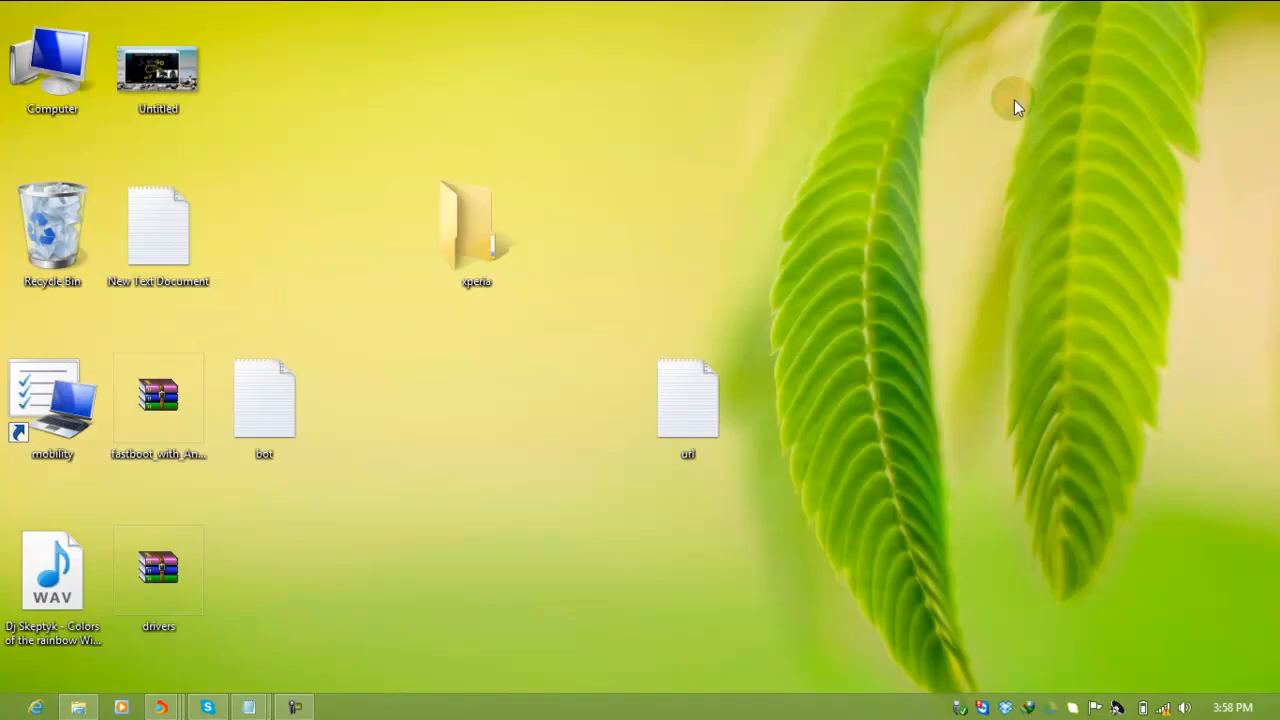 Computer
Untitled
Recycle Bin
New Text Document
xperia
mobility
fastboot_with_An...
bot
url
WAV
Dj Skeptyk - Colors
of the rainbow Wi...
drivers
3:58 PM